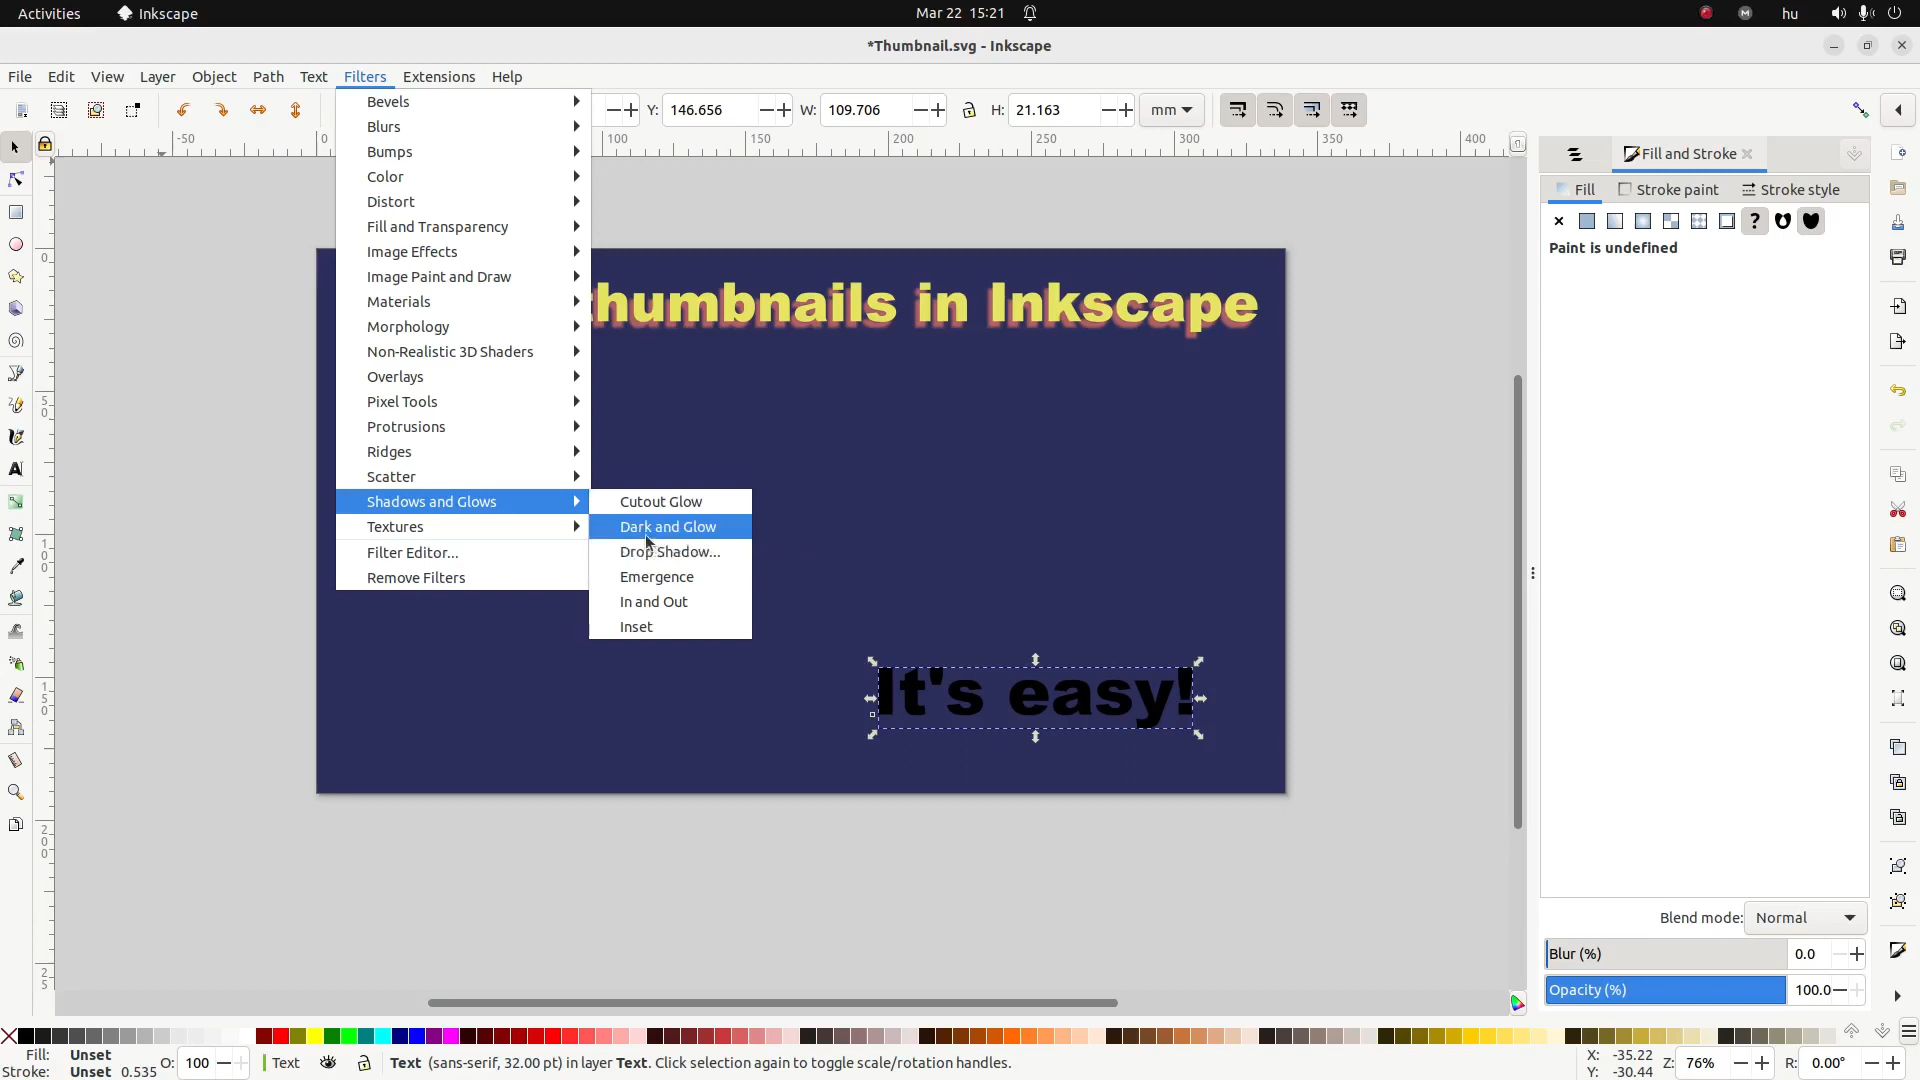 Activities
Inkscape
Mar 22 15:21
hu
*Thumbnail.svg - Inkscape
File Edit View Layer Object Path Text Filters Extensions Help
Y: 146.656
W: 109.706
H: 21.163
mm
-50 0 100 150 200 250 300 350 400
0
50
100
150
200
25
Bevels
Blurs
Bumps
Color
Distort
Fill and Transparency
Image Effects
Image Paint and Draw
Materials
Morphology
Non-Realistic 3D Shaders
Overlays
Pixel Tools
Protrusions
Ridges
Scatter
Shadows and Glows
Textures
Filter Editor...
Remove Filters
Cutout Glow
Dark and Glow
Drop Shadow...
Emergence
In and Out
Inset
thumbnails in Inkscape
It's easy!
Fill and Stroke
Fill
Stroke paint
Stroke style
Paint is undefined
Blend mode: Normal
Blur (%) 0.0
Opacity (%) 100.0
Fill: Unset
Stroke: Unset 0.535
O: 100
Text
Text (sans-serif, 32.00 pt) in layer Text. Click selection again to toggle scale/rotation handles.
X: -35.22
Y: -30.44
Z: 76%
R: 0.00°